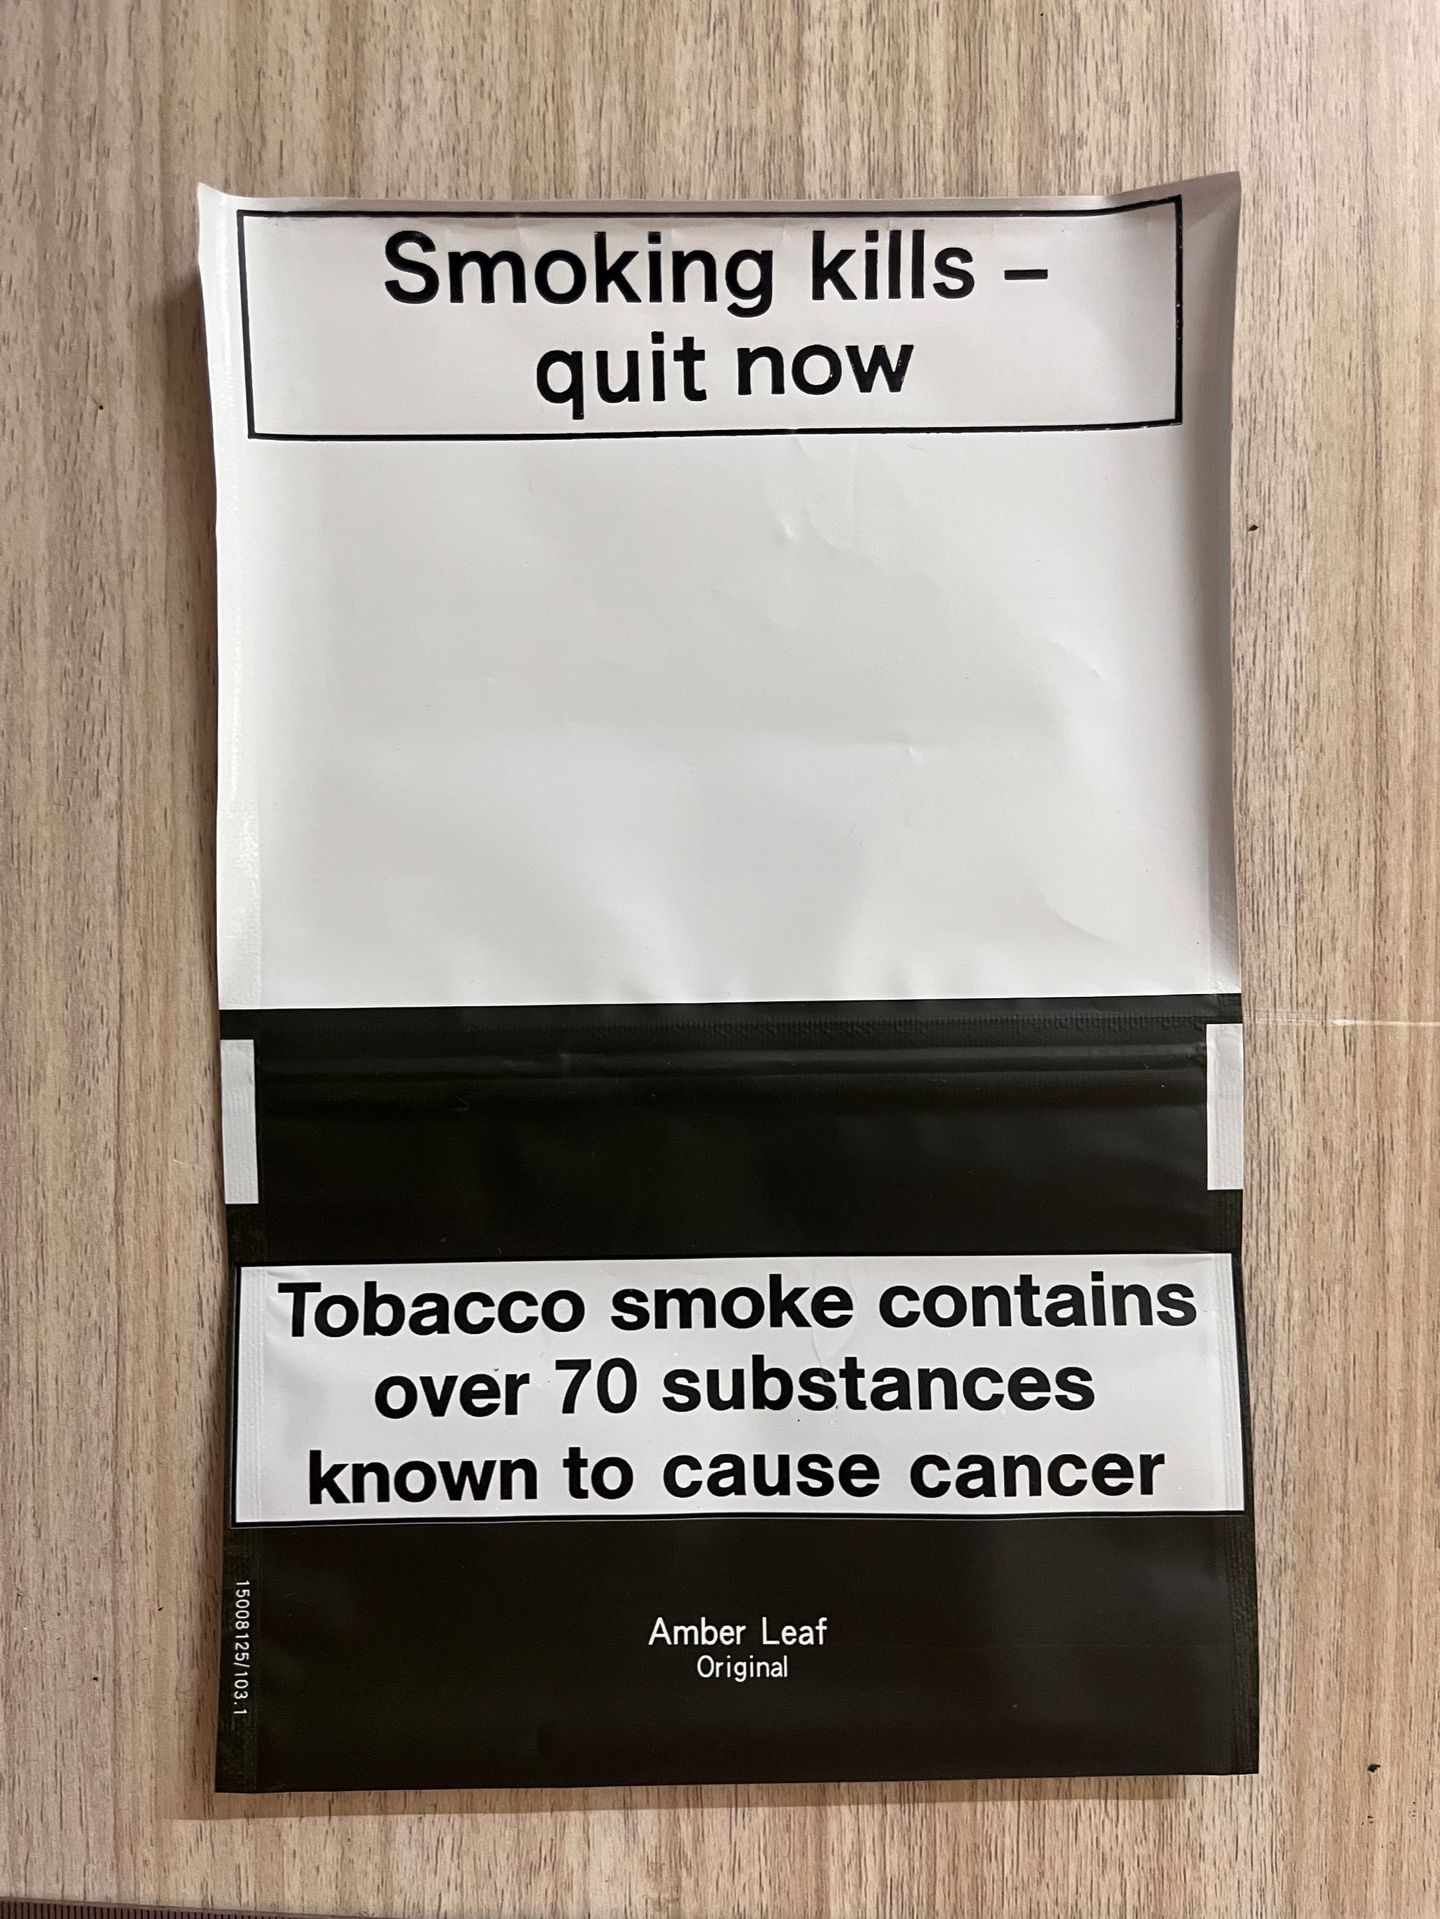 Smoking kills –
quit now
Tobacco smoke contains
over 70 substances
known to cause cancer
15008125/103.1
Amber Leaf
Original